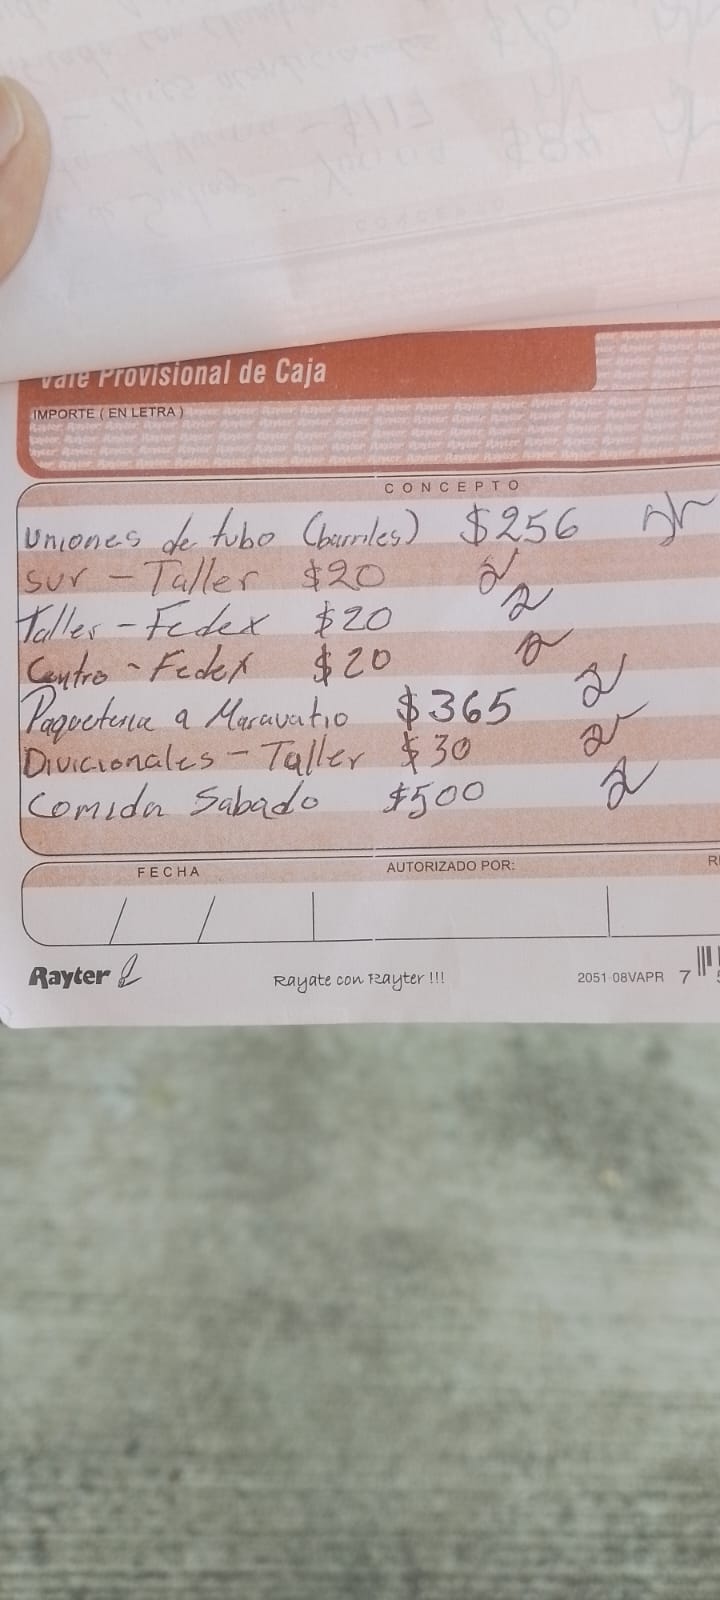 Vale Provisional de Caja
IMPORTE ( EN LETRA )
CONCEPTO
Uniones de tubo (barriles) $256
Sur - Taller $20
Taller - Fedex $20
Centro - Fedex $20
Paqueteria a Maravatio $365
Divicionales - Taller $30
Comida Sabado $500
FECHA
AUTORIZADO POR:
/ /
Rayter
Rayate con Rayter !!!
2051 08VAPR
7